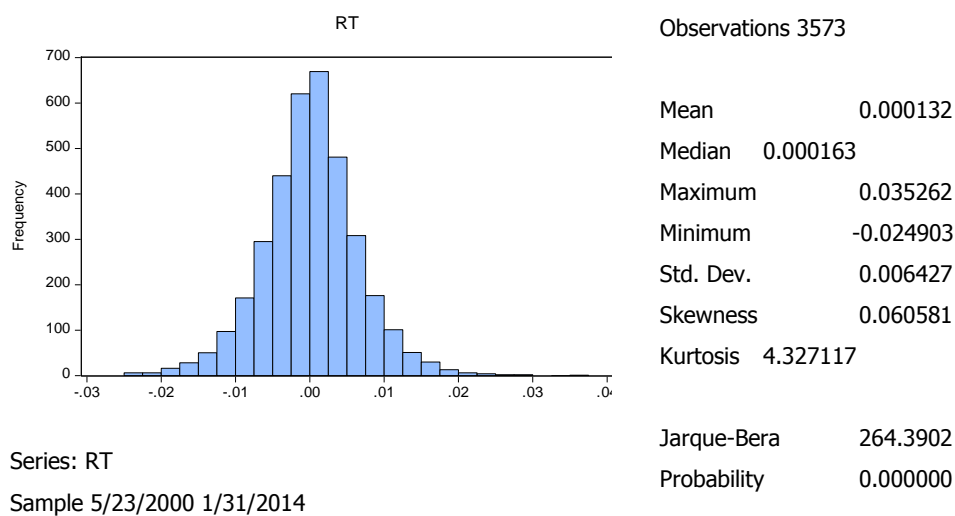 RT
Frequency
700
600
500
400
300
200
100
0
-.03 -.02 -.01 .00 .01 .02 .03
Observations 3573
Mean 0.000132
Median 0.000163
Maximum 0.035262
Minimum -0.024903
Std. Dev. 0.006427
Skewness 0.060581
Kurtosis 4.327117
Jarque-Bera 264.3902
Probability 0.000000
Series: RT
Sample 5/23/2000 1/31/2014